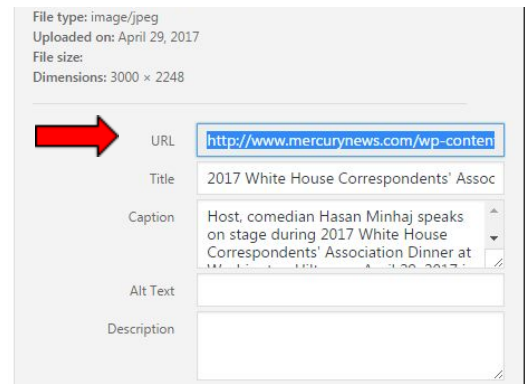 File type: image/jpeg
Uploaded on: April 29, 2017
File size:
Dimensions: 3000 × 2248
URL http://www.mercurynews.com/wp-conten
Title 2017 White House Correspondents' Assoc
Caption Host, comedian Hasan Minhaj speaks
on stage during 2017 White House
Correspondents' Association Dinner at
Alt Text
Description